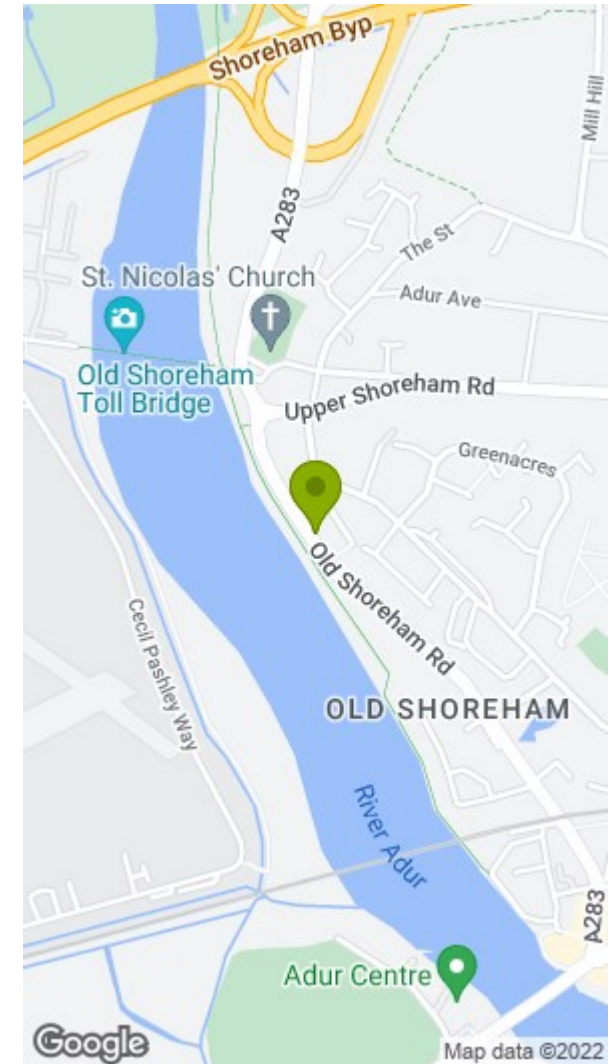 Shoreham Byp
Mill Hill
A283
The St
St. Nicolas' Church
Adur Ave
Old Shoreham
Toll Bridge
Upper Shoreham Rd
Greenacres
Old Shoreham Rd
Cecil Pashley Way
OLD SHOREHAM
River Adur
A283
Adur Centre
Google
Map data ©2022